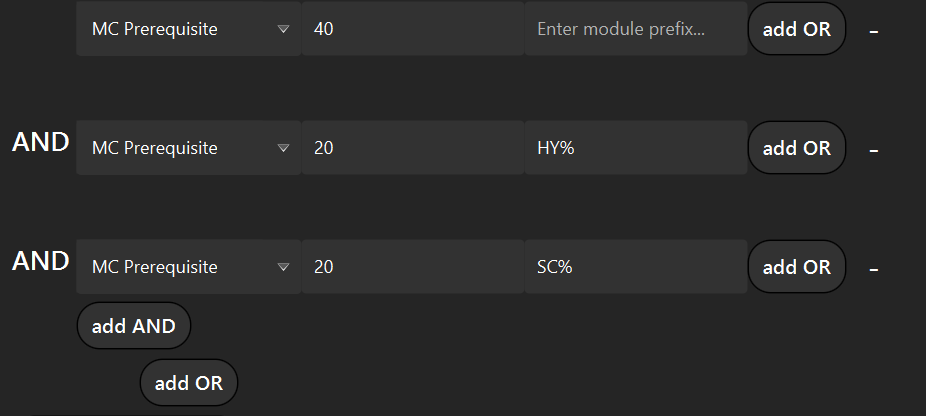 MC Prerequisite 40 Enter module prefix... add OR -
AND MC Prerequisite 20 HY% add OR -
AND MC Prerequisite 20 SC% add OR -
add AND
add OR